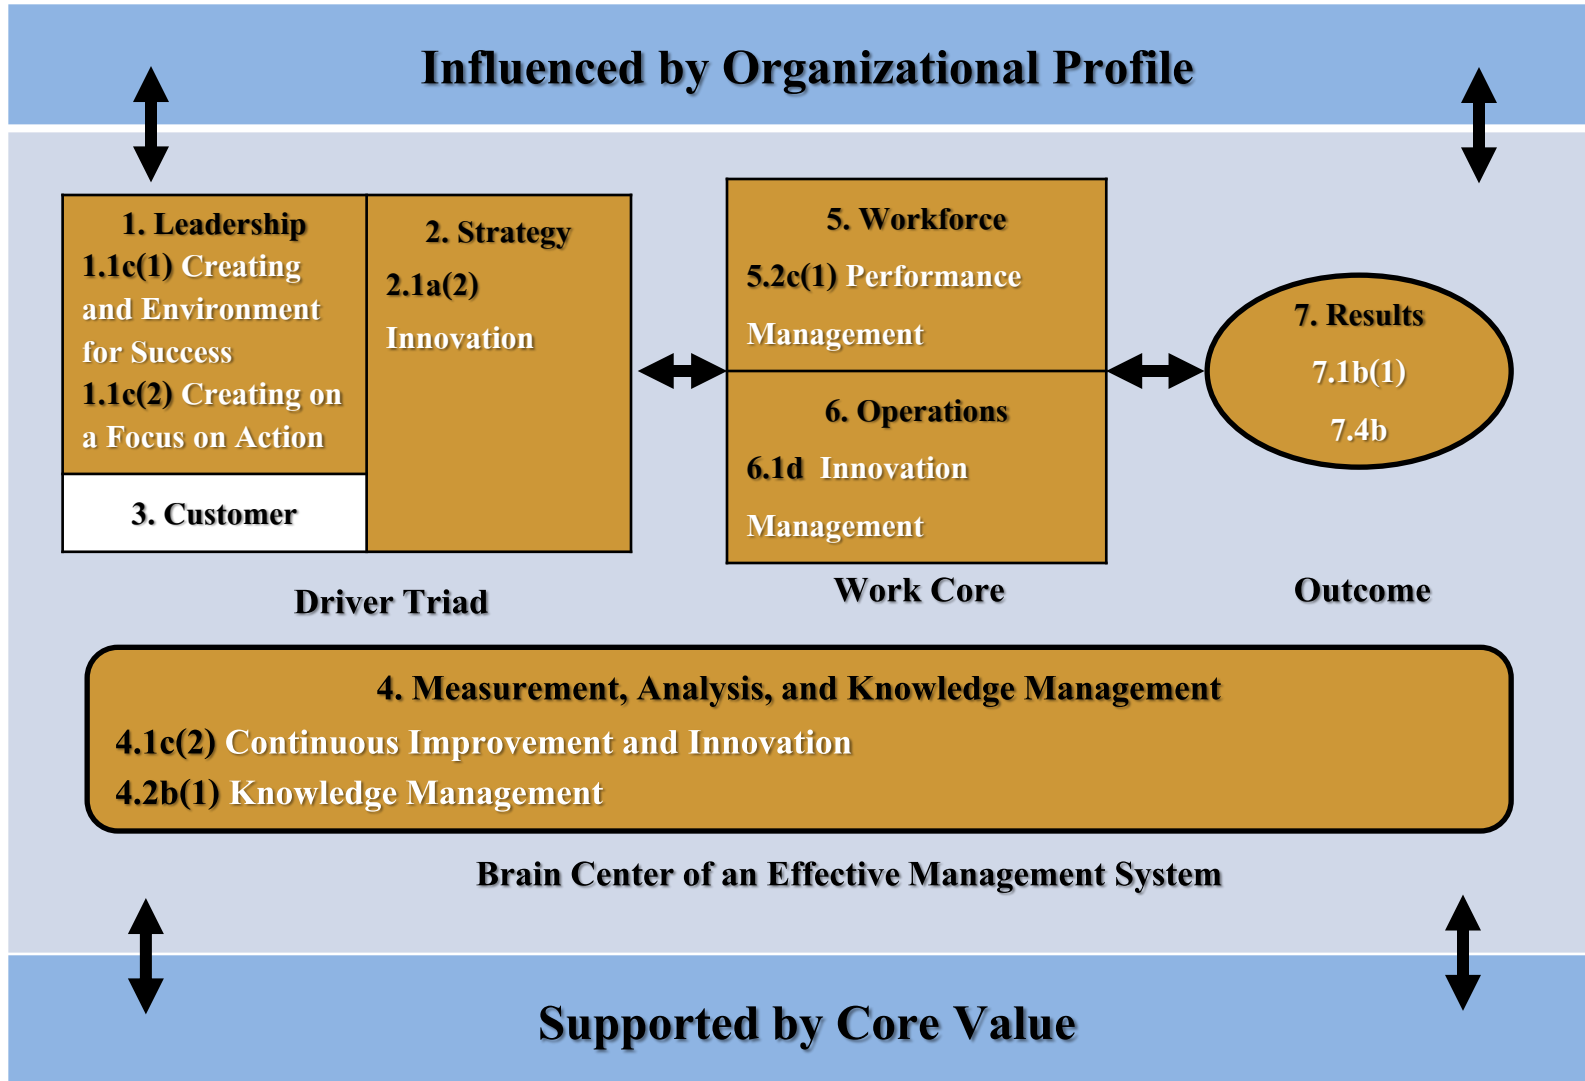 Influenced by Organizational Profile
1. Leadership
1.1c(1) Creating
and Environment
for Success
1.1c(2) Creating on
a Focus on Action
2. Strategy
2.1a(2)
Innovation
3. Customer
Driver Triad
5. Workforce
5.2c(1) Performance
Management
6. Operations
6.1d Innovation
Management
Work Core
7. Results
7.1b(1)
7.4b
Outcome
4. Measurement, Analysis, and Knowledge Management
4.1c(2) Continuous Improvement and Innovation
4.2b(1) Knowledge Management
Brain Center of an Effective Management System
Supported by Core Value